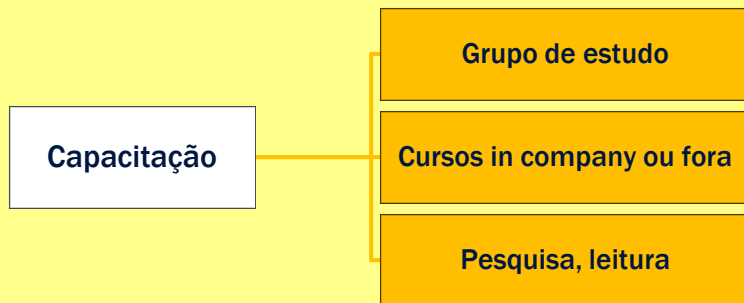 Capacitação
Grupo de estudo
Cursos in company ou fora
Pesquisa, leitura